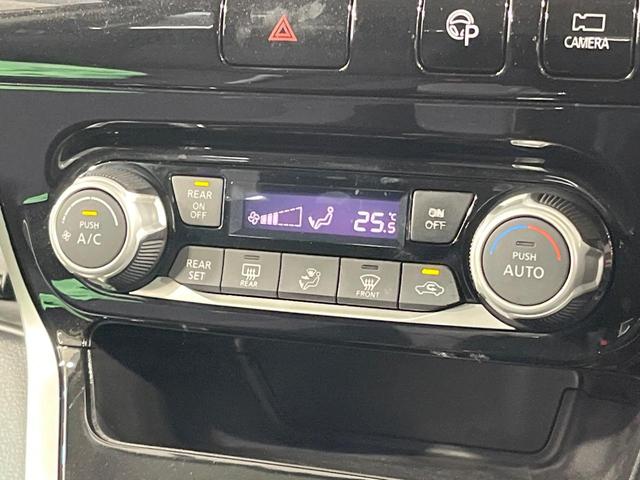 P
CAMERA
PUSH
A/C
REAR
ON
OFF
25.5°C
ON
OFF
PUSH
AUTO
REAR
SET
REAR
FRONT